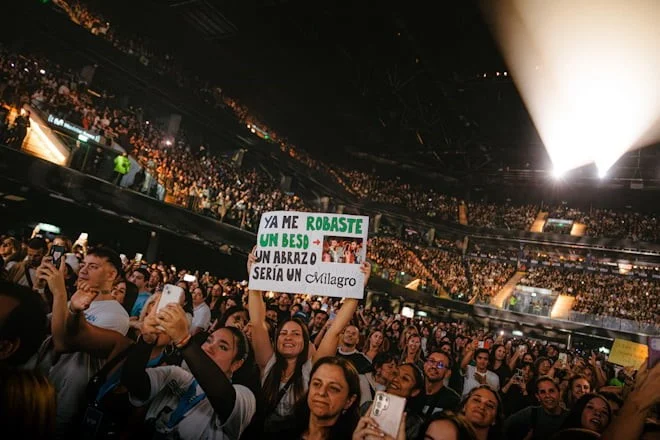 YA ME ROBASTE
UN BESO →
UN ABRAZO
SERÍA UN Milagro